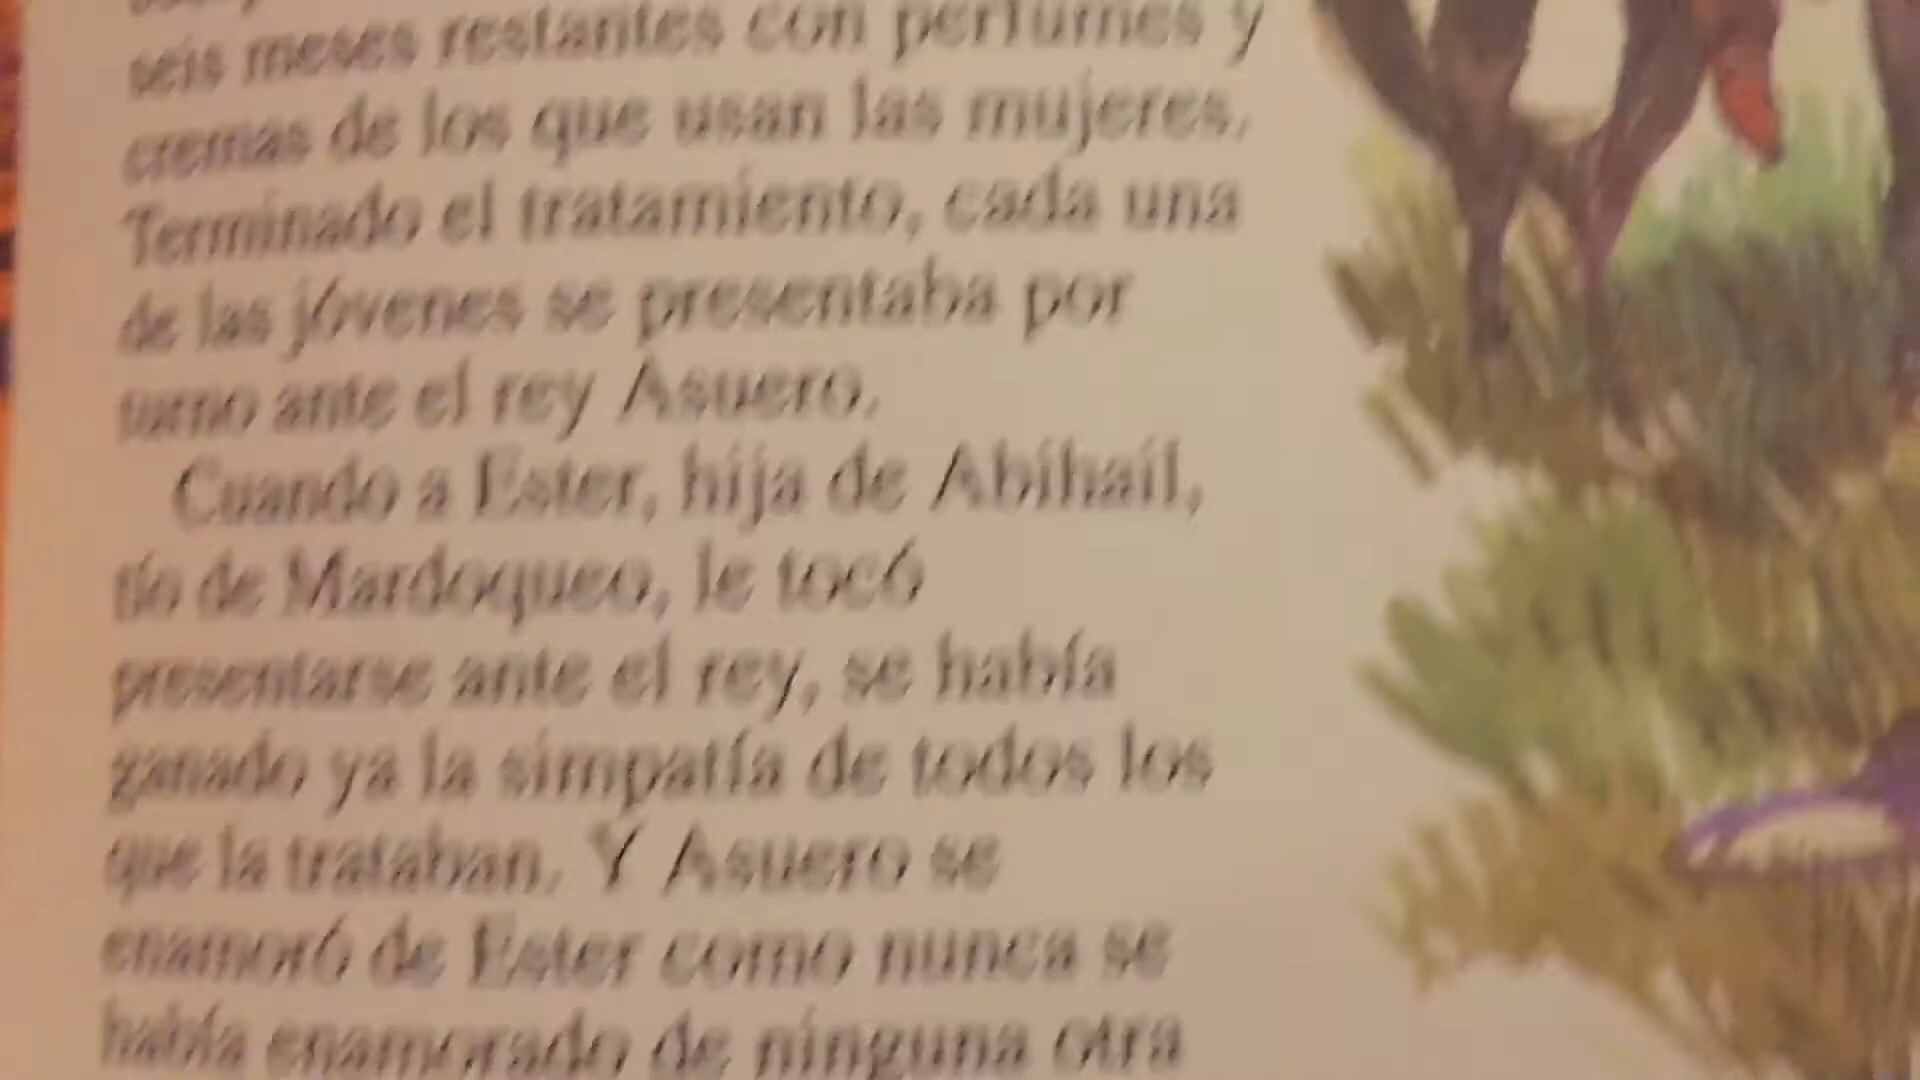 seis meses restantes con perfumes y
cremas de los que usan las mujeres.
Terminado el tratamiento, cada una
de las jóvenes se presentaba por
turno ante el rey Asuero.
Cuando a Ester, hija de Abihaíl,
tío de Mardoqueo, le tocó
presentarse ante el rey, se había
ganado ya la simpatía de todos los
que la trataban. Y Asuero se
enamoró de Ester como nunca se
había enamorado de ninguna otra